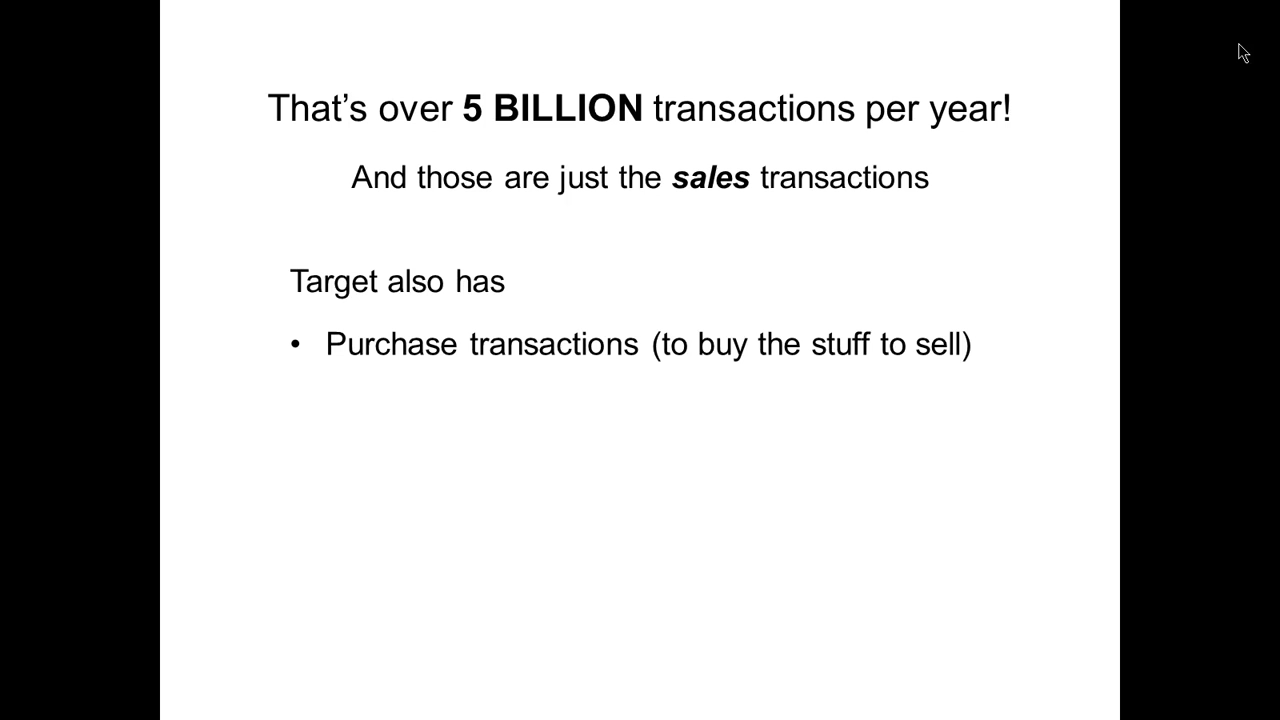 That’s over 5 BILLION transactions per year!
And those are just the sales transactions
Target also has
• Purchase transactions (to buy the stuff to sell)